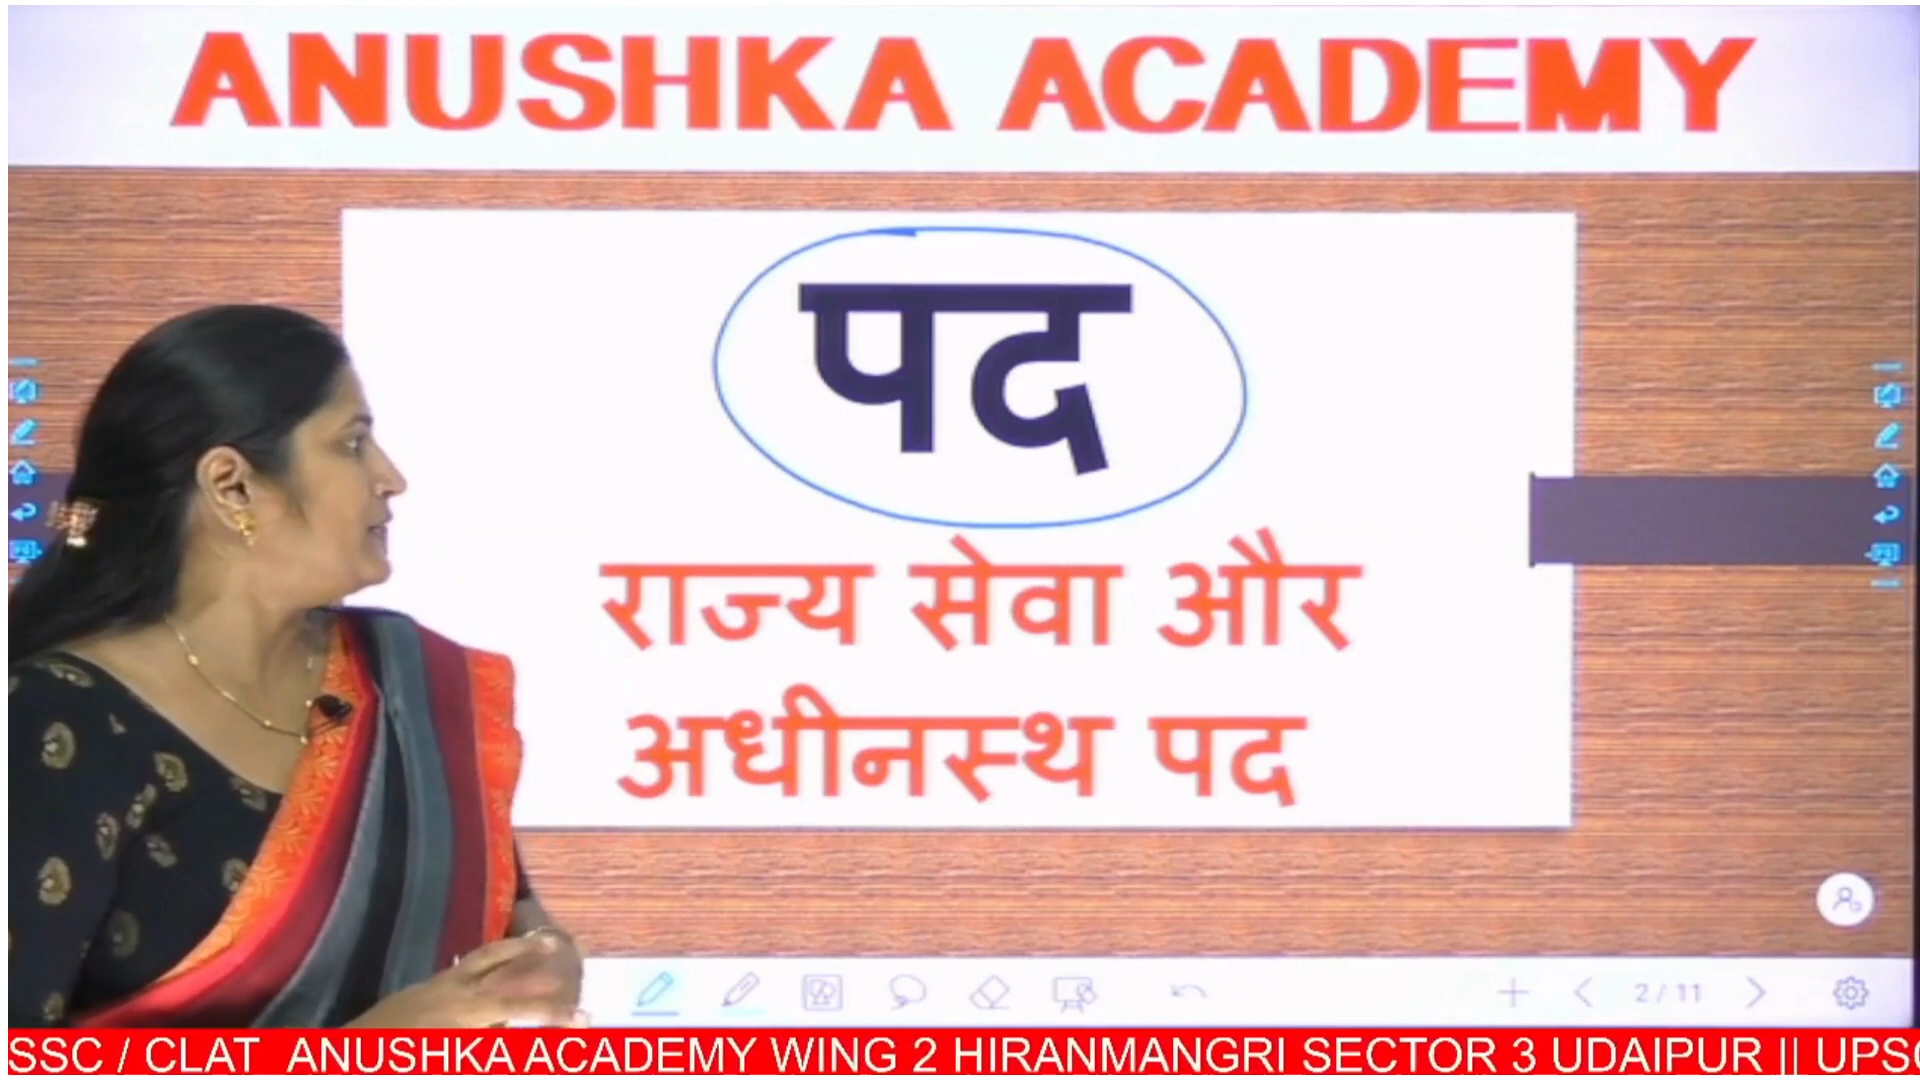 ANUSHKA ACADEMY
पद
राज्य सेवा और
अधीनस्थ पद
2/11
SSC / CLAT ANUSHKA ACADEMY WING 2 HIRANMANGRI SECTOR 3 UDAIPUR || UPSC